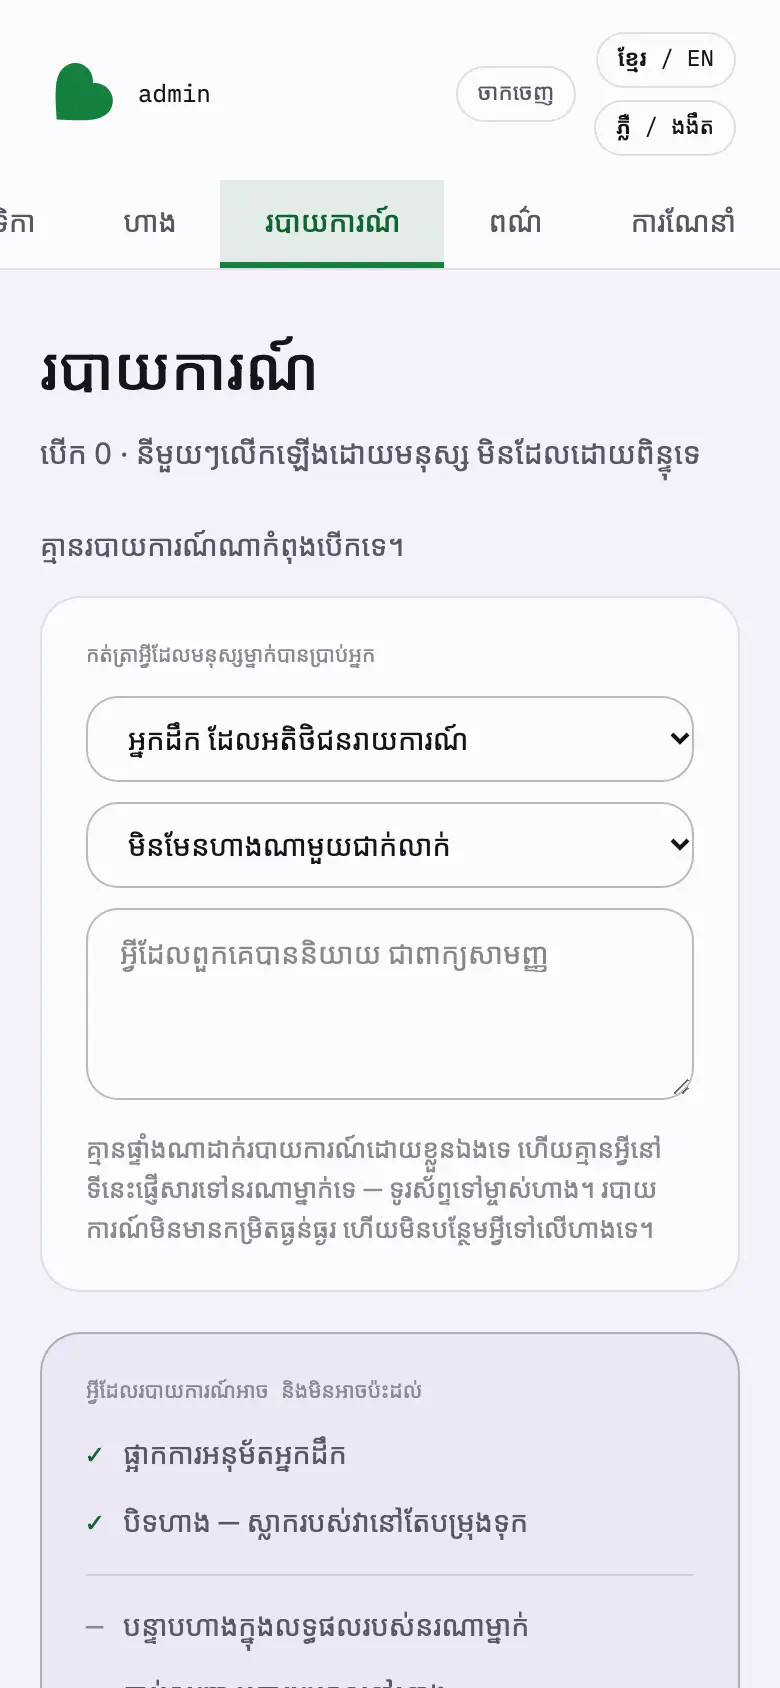 admin
ចាកចេញ
ខ្មែរ / EN
ភ្លឺ / ងងឹត
ហាង
របាយការណ៍
ពណ៌
ការណែនាំ
របាយការណ៍
បើក 0 · នីមួយៗលើកឡើងដោយមនុស្ស មិនដែលដោយពិន្ទុទេ
គ្មានរបាយការណ៍ណាកំពុងបើកទេ។
កត់ត្រាអ្វីដែលមនុស្សម្នាក់បានប្រាប់អ្នក
អ្នកដឹក ដែលអតិថិជនរាយការណ៍
មិនមែនហាងណាមួយជាក់លាក់
អ្វីដែលពួកគេបាននិយាយ ជាពាក្យសាមញ្ញ
គ្មានផ្ទាំងណាដាក់របាយការណ៍ដោយខ្លួនឯងទេ ហើយគ្មានអ្វីនៅ
ទីនេះផ្ញើសារទៅនរណាម្នាក់ទេ — ទូរស័ព្ទទៅម្ចាស់ហាង។ របាយ
ការណ៍មិនមានកម្រិតធ្ងន់ធ្ងរ ហើយមិនបន្ថែមអ្វីទៅលើហាងទេ។
អ្វីដែលរបាយការណ៍អាច និងមិនអាចប៉ះដល់
✓ ផ្អាកការអនុម័តអ្នកដឹក
✓ បិទហាង — ស្លាករបស់វានៅតែបម្រុងទុក
— បន្ទាបហាងក្នុងលទ្ធផលរបស់នរណាម្នាក់